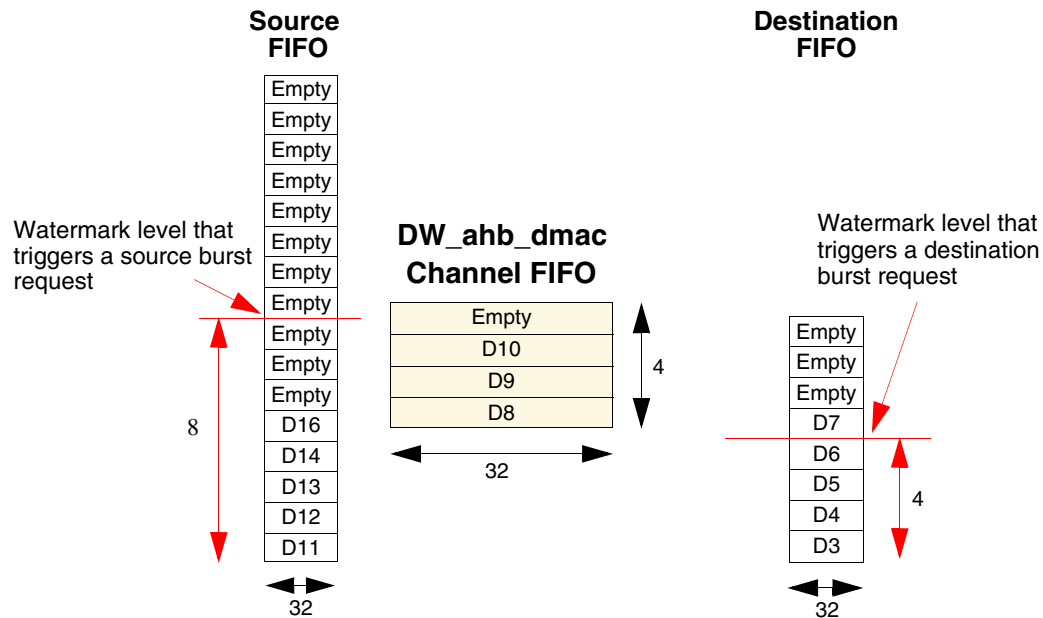 Source
FIFO
Destination
FIFO
Empty
Empty
Empty
Empty
Empty
Empty
Empty
Empty
Empty
Empty
Empty
D16
D14
D13
D12
D11
Watermark level that
triggers a source burst
request
8
32
DW_ahb_dmac
Channel FIFO
Empty
D10
D9
D8
4
32
Watermark level that
triggers a destination
burst request
Empty
Empty
Empty
D7
D6
D5
D4
D3
4
32